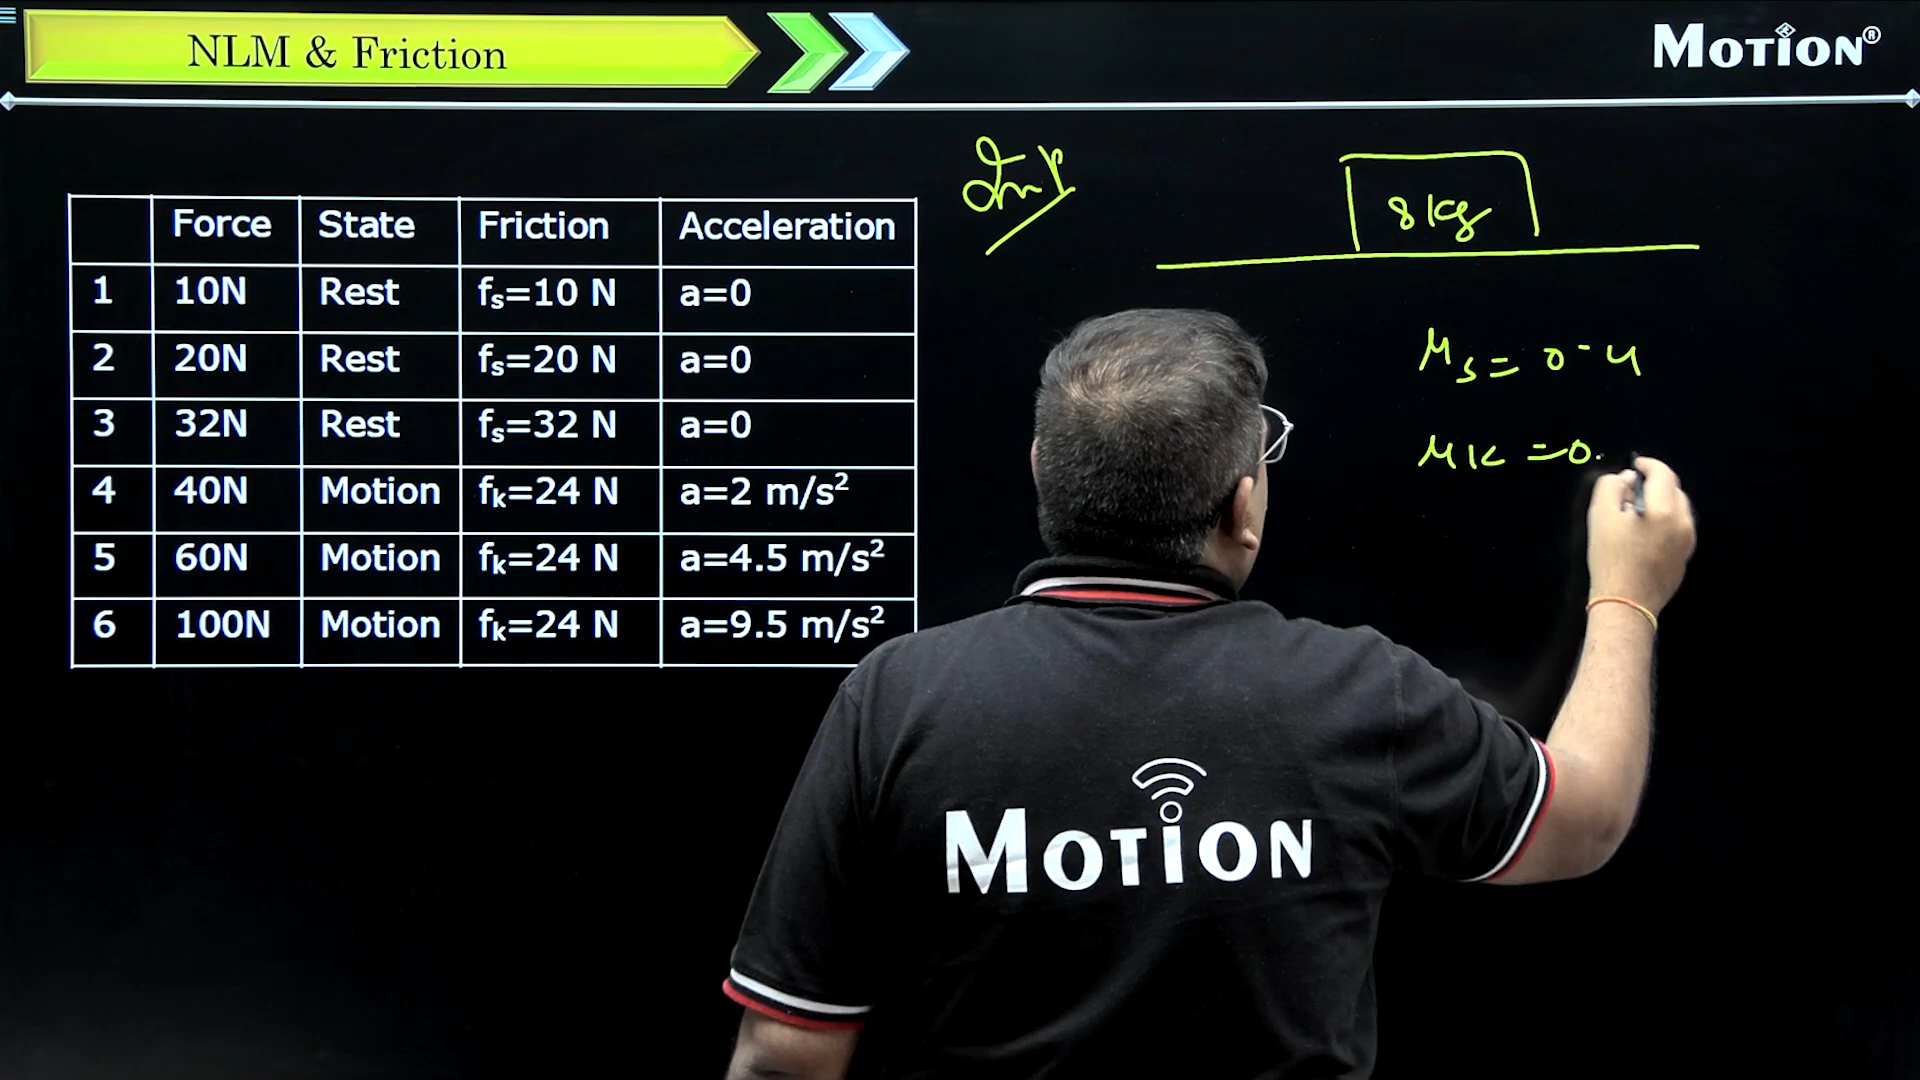 NLM & Friction
MOTION®
Imp
8kg
Force State Friction Acceleration
1 10N Rest fₛ=10 N a=0
2 20N Rest fₛ=20 N a=0
3 32N Rest fₛ=32 N a=0
4 40N Motion fₖ=24 N a=2 m/s²
5 60N Motion fₖ=24 N a=4.5 m/s²
6 100N Motion fₖ=24 N a=9.5 m/s²
μₛ = 0.4
μₖ = 0.
MOTION